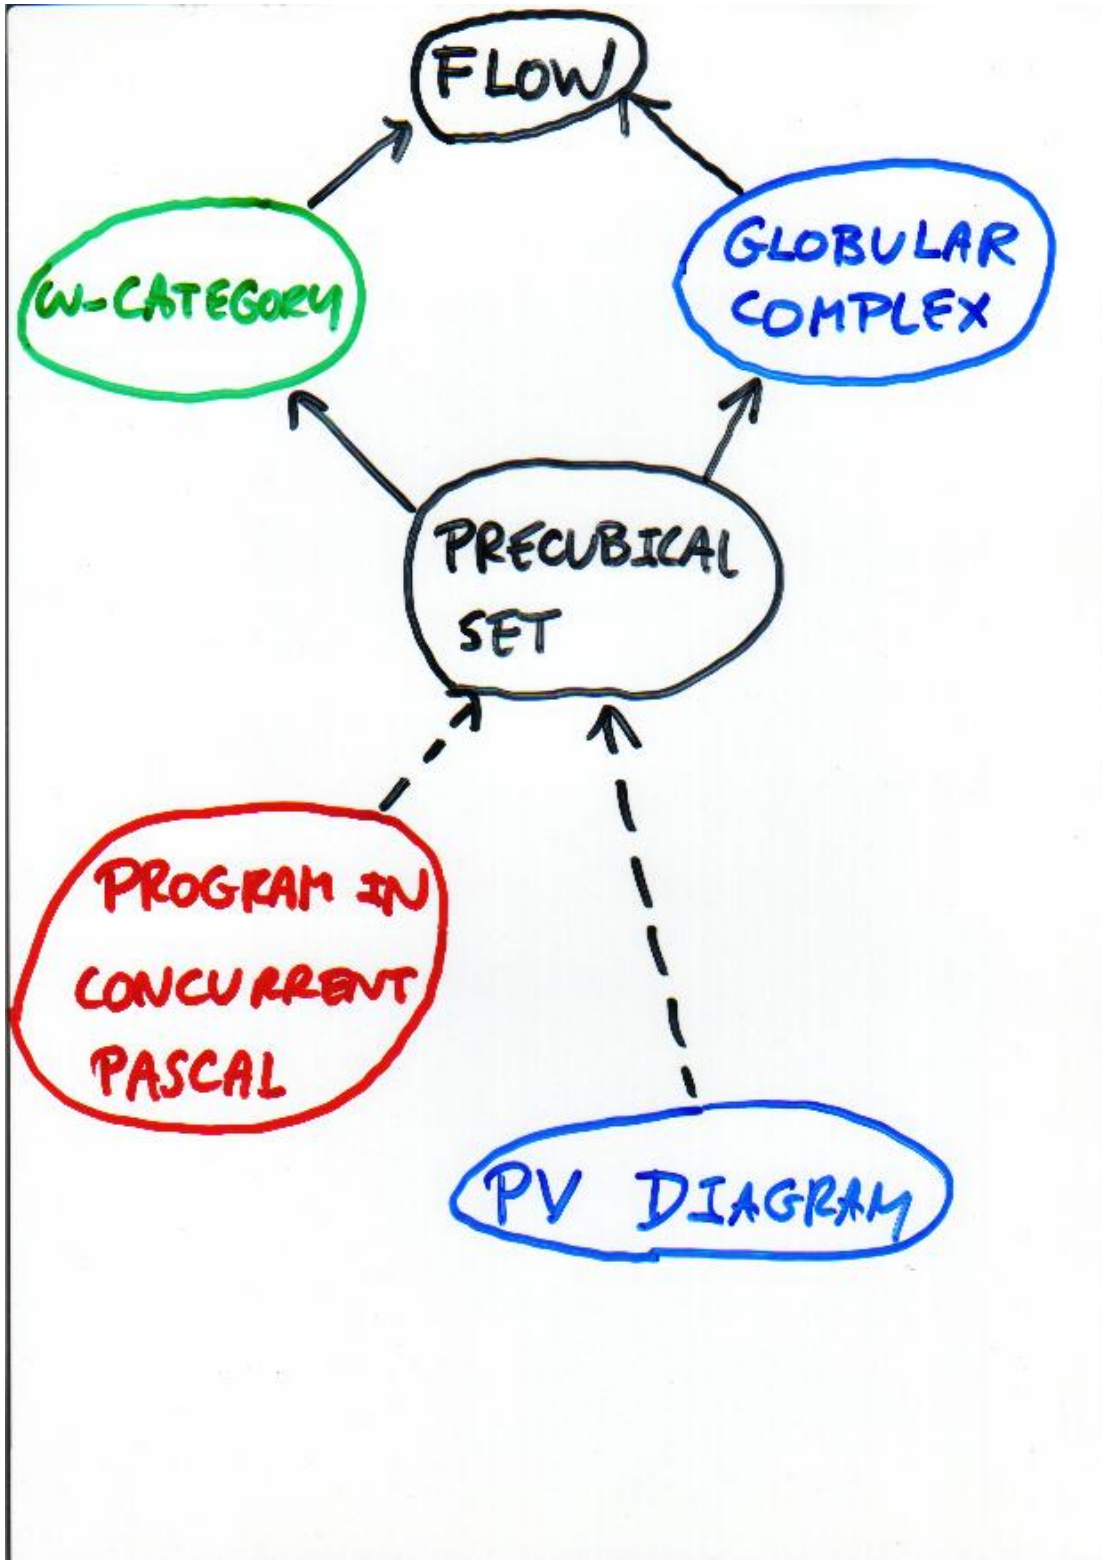 FLOW
W-CATEGORY
GLOBULAR
COMPLEX
PRECUBICAL
SET
PROGRAM IN
CONCURRENT
PASCAL
PV DIAGRAM